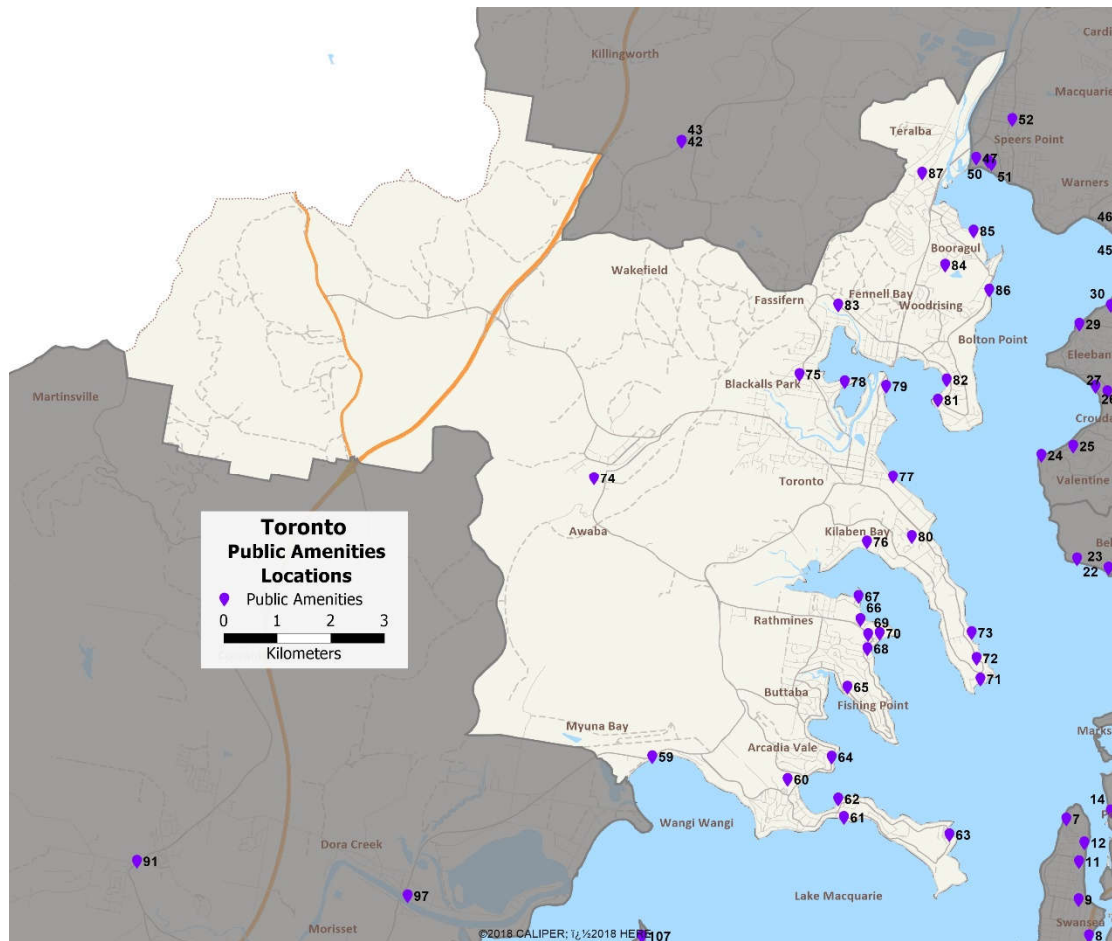 Cardi
Killingworth
Macquarie
Teralba
52
43
42
Speers Point
47
50
51
87
Warners
46
85
Booragul
45
84
Wakefield
86
30
Fassifern
Fennell Bay
83
Woodrising
29
Bolton Point
Eleeban
75
78
79
82
27
26
Blackalls Park
Martinsville
81
Crouda
25
24
74
77
Toronto
Valentine
Toronto
Public Amenities
Locations
Public Amenities
0 1 2 3
Kilometers
Awaba
Kilaben Bay
80
76
Bel
23
22
67
66
Rathmines
69
70
68
73
72
71
65
Buttaba
Fishing Point
Myuna Bay
Arcadia Vale
Marks
59
64
60
62
14
61
7
P
Wangi Wangi
63
12
Dora Creek
11
91
97
Lake Macquarie
9
Swansea
Morisset
8
©2018 CALIPER; ï¿½2018 HERE
107